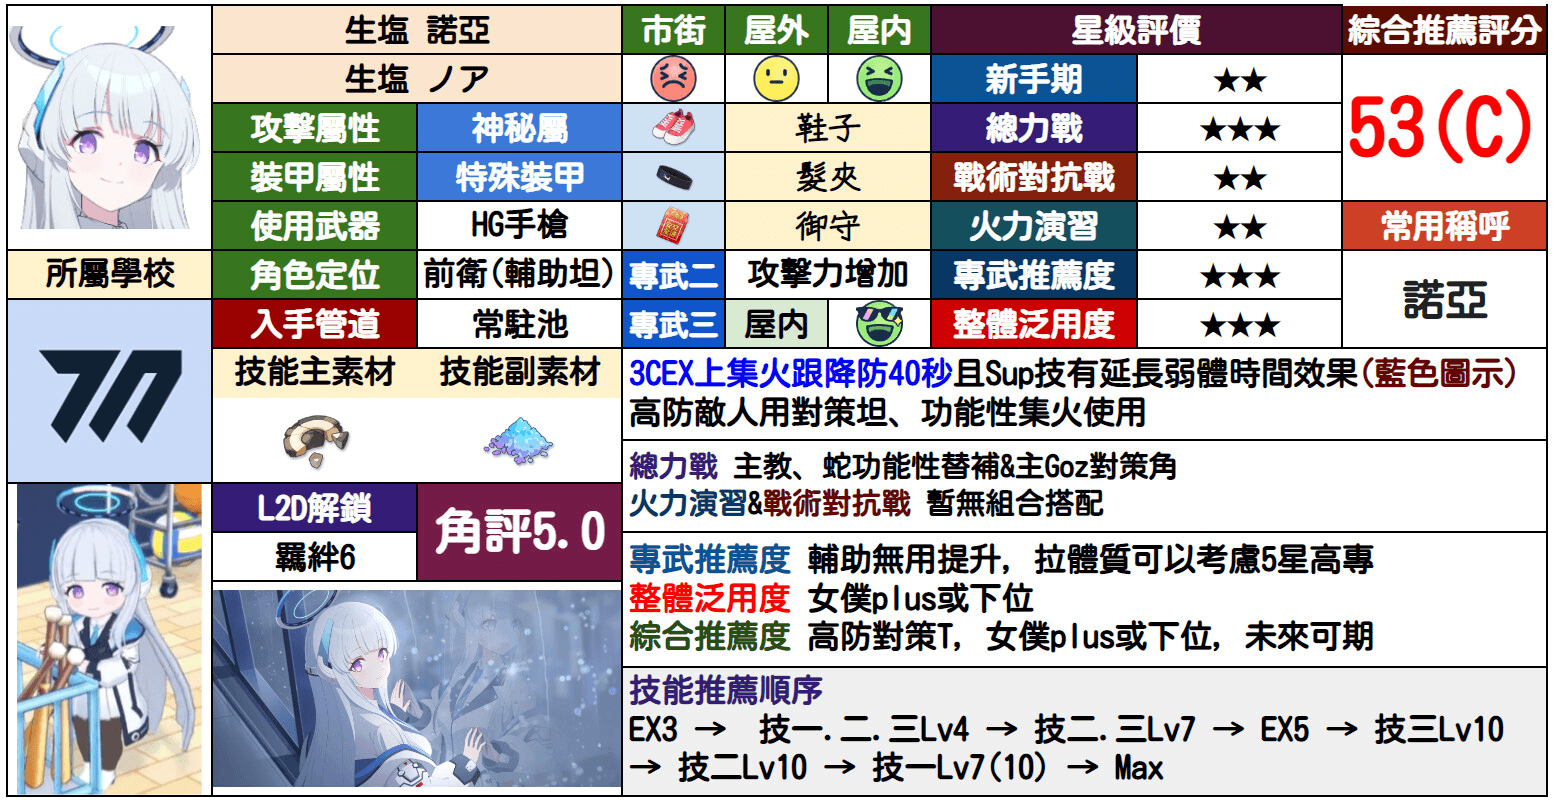 生塩 諾亞
市街
屋外
屋内
星級評價
綜合推薦評分
生塩 ノア
新手期
★★
53(C)
攻擊屬性
神秘屬
鞋子
總力戰
★★★
裝甲屬性
特殊裝甲
髮夾
戰術對抗戰
★★
使用武器
HG手槍
御守
火力演習
★★
常用稱呼
所屬學校
角色定位
前衛(輔助坦)
專武二
攻擊力增加
專武推薦度
★★★
諾亞
入手管道
常駐池
專武三
屋内
整體泛用度
★★★
技能主素材
技能副素材
3CEX上集火跟降防40秒且Sup技有延長弱體時間效果(藍色圖示)
高防敵人用對策坦、功能性集火使用
總力戰 主教、蛇功能性替補&主Goz對策角
火力演習&戰術對抗戰 暫無組合搭配
L2D解鎖
角評5.0
羈絆6
專武推薦度 輔助無用提升, 拉體質可以考慮5星高專
整體泛用度 女僕plus或下位
綜合推薦度 高防對策T, 女僕plus或下位, 未來可期
技能推薦順序
EX3 → 技一.二.三Lv4 → 技二.三Lv7 → EX5 → 技三Lv10
→ 技二Lv10 → 技一Lv7(10) → Max